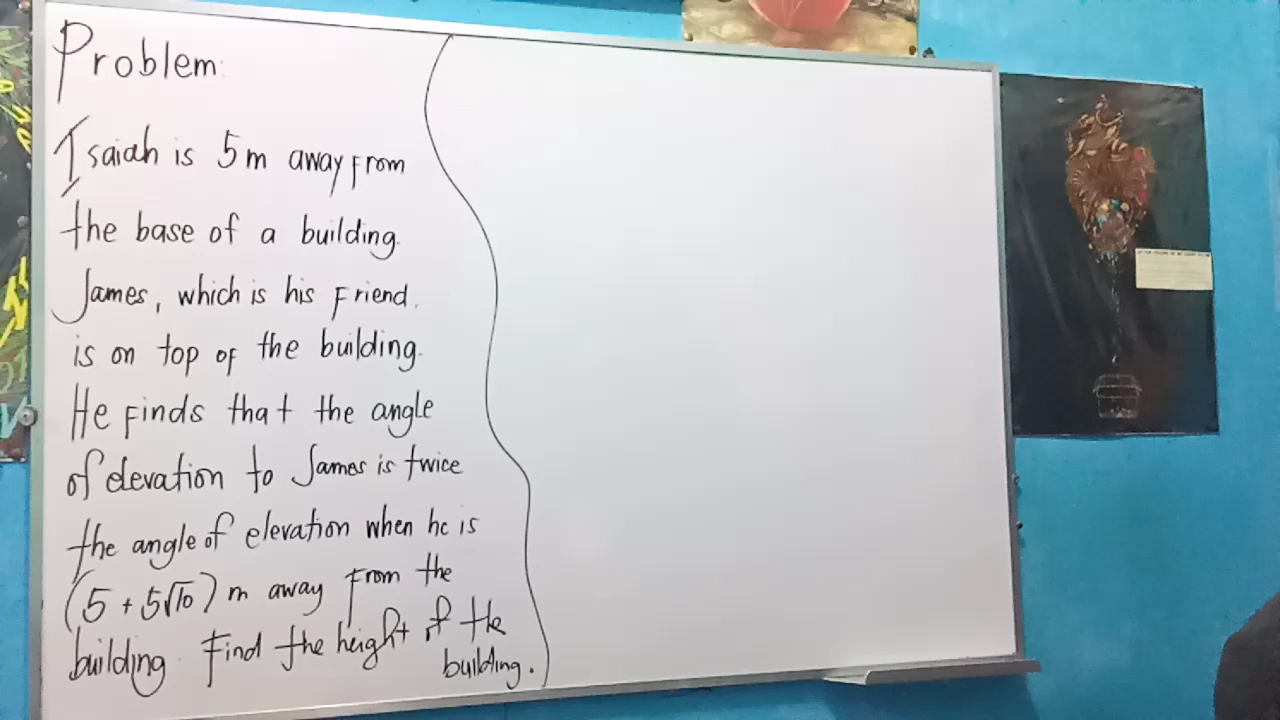 Problem:
Isaiah is 5m away from
the base of a building.
James, which is his friend,
is on top of the building.
He finds that the angle
of elevation to James is twice
the angle of elevation when he is
(5 + 5√10) m away from the
building. Find the height of the
building.